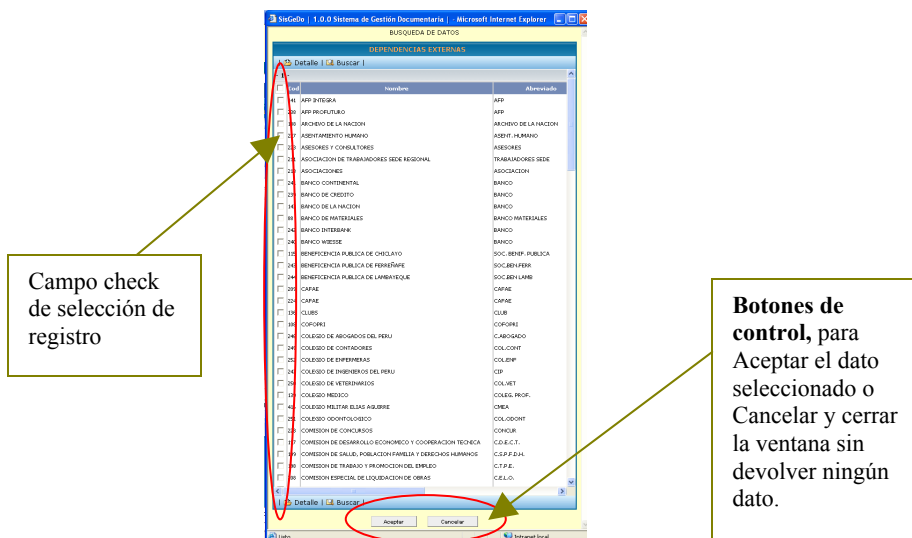 SisGeDo | 1.0.0 Sistema de Gestión Documentaria | - Microsoft Internet Explorer
BUSQUEDA DE DATOS
DEPENDENCIAS EXTERNAS
| Detalle | Buscar |
Cod Nombre Abreviado
AFP INTEGRA AFP
AFP PROFUTURO AFP
ARCHIVO DE LA NACION ARCHIVO DE LA NACION
ASENTAMIENTO HUMANO ASENT.HUMANO
ASESORES Y CONSULTORES ASESORES
ASOCIACION DE TRABAJADORES SEDE REGIONAL TRABAJADORES SEDE
ASOCIACIONES ASOCIACION
BANCO CONTINENTAL BANCO
BANCO DE CREDITO BANCO
BANCO DE LA NACION BANCO
BANCO DE MATERIALES BANCO MATERIALES
BANCO INTERBANK BANCO
BANCO WIESSE BANCO
BENEFICENCIA PUBLICA DE CHICLAYO SOC. BENIF. PUBLICA
BENEFICENCIA PUBLICA DE FERREÑAFE SOC.BEN.FERR
BENEFICENCIA PUBLICA DE LAMBAYEQUE SOC.BEN LAMB
CAFAE CAFAE
CAFAE CAFAE
CLUBS CLUB
COFOPRI COFOPRI
COLEGIO DE ABOGADOS DEL PERU C.ABOGADO
COLEGIO DE CONTADORES COL.CONT
COLEGIO DE ENFERMERAS COL.ENF
COLEGIO DE INGENIEROS DEL PERU CIP
COLEGIO DE VETERINARIOS COL.VET
COLEGIO MEDICO COLEG. PROF.
COLEGIO MILITAR ELIAS AGUIRRE CMEA
COLEGIO ODONTOLOGICO COL.ODONT
COMISION DE CONCURSOS CONCUR
COMISION DE DESARROLLO ECONOMICO Y COOPERACION TECNICA C.D.E.C.T.
COMISION DE SALUD, POBLACION FAMILIA Y DERECHOS HUMANOS C.S.P.F.D.H.
COMISION DE TRABAJO Y PROMOCION DEL EMPLEO C.T.P.E.
COMISION ESPECIAL DE LIQUIDACION DE OBRAS C.E.L.O.
| Detalle | Buscar |
Aceptar Cancelar
Listo Intranet local
Campo check
de selección de
registro
Botones de
control, para
Aceptar el dato
seleccionado o
Cancelar y cerrar
la ventana sin
devolver ningún
dato.